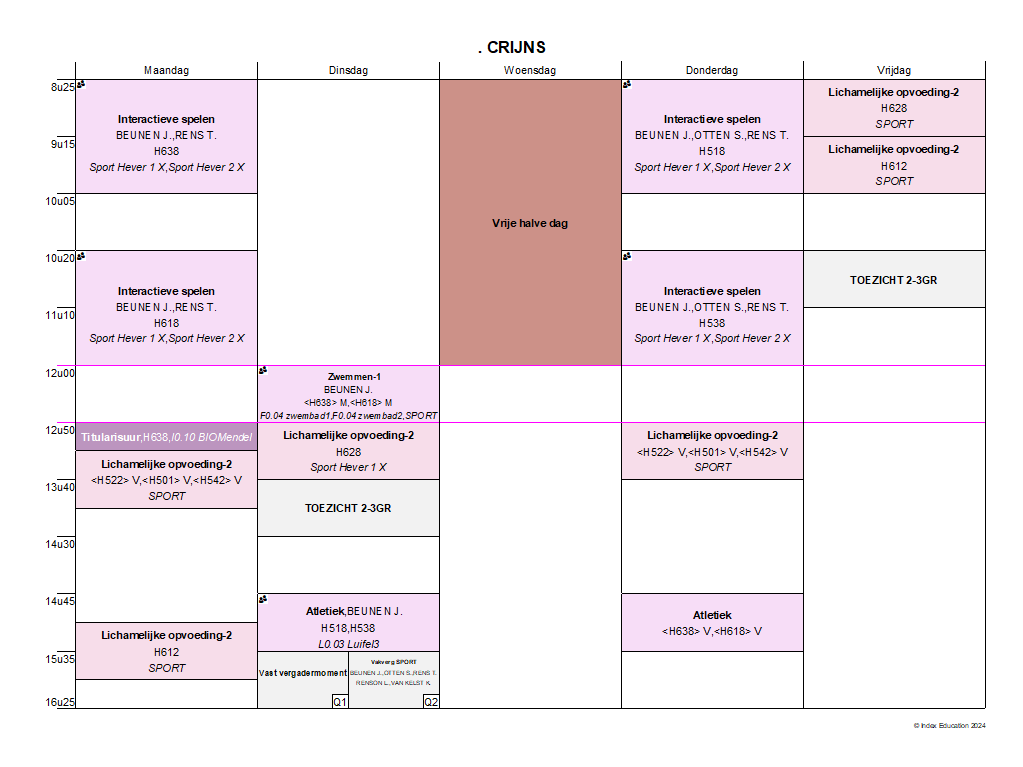 . CRIJNS
Maandag
Dinsdag
Woensdag
Donderdag
Vrijdag
8u25
9u15
10u05
10u20
11u10
12u00
12u50
13u40
14u30
14u45
15u35
16u25
Interactieve spelen
BEUNEN J.,RENS T.
H638
Sport Hever 1 X,Sport Hever 2 X
Interactieve spelen
BEUNEN J.,RENS T.
H618
Sport Hever 1 X,Sport Hever 2 X
Titularisuur,H638,I0.10 BIOMendel
Lichamelijke opvoeding-2
<H522> V,<H501> V,<H542> V
SPORT
Lichamelijke opvoeding-2
H612
SPORT
Zwemmen-1
BEUNEN J.
<H638> M,<H618> M
F0.04 zwembad1,F0.04 zwembad2,SPORT
Lichamelijke opvoeding-2
H628
Sport Hever 1 X
TOEZICHT 2-3GR
Atletiek,BEUNEN J.
H518,H538
L0.03 Luifel3
Vast vergadermoment
Q1
Vakverg SPORT
BEUNEN J.,OTTEN S.,RENS T.
RENSON L.,VAN KELST K.
Q2
Vrije halve dag
Interactieve spelen
BEUNEN J.,OTTEN S.,RENS T.
H518
Sport Hever 1 X,Sport Hever 2 X
Interactieve spelen
BEUNEN J.,OTTEN S.,RENS T.
H538
Sport Hever 1 X,Sport Hever 2 X
Lichamelijke opvoeding-2
<H522> V,<H501> V,<H542> V
SPORT
Atletiek
<H638> V,<H618> V
Lichamelijke opvoeding-2
H628
SPORT
Lichamelijke opvoeding-2
H612
SPORT
TOEZICHT 2-3GR
© Index Education 2024